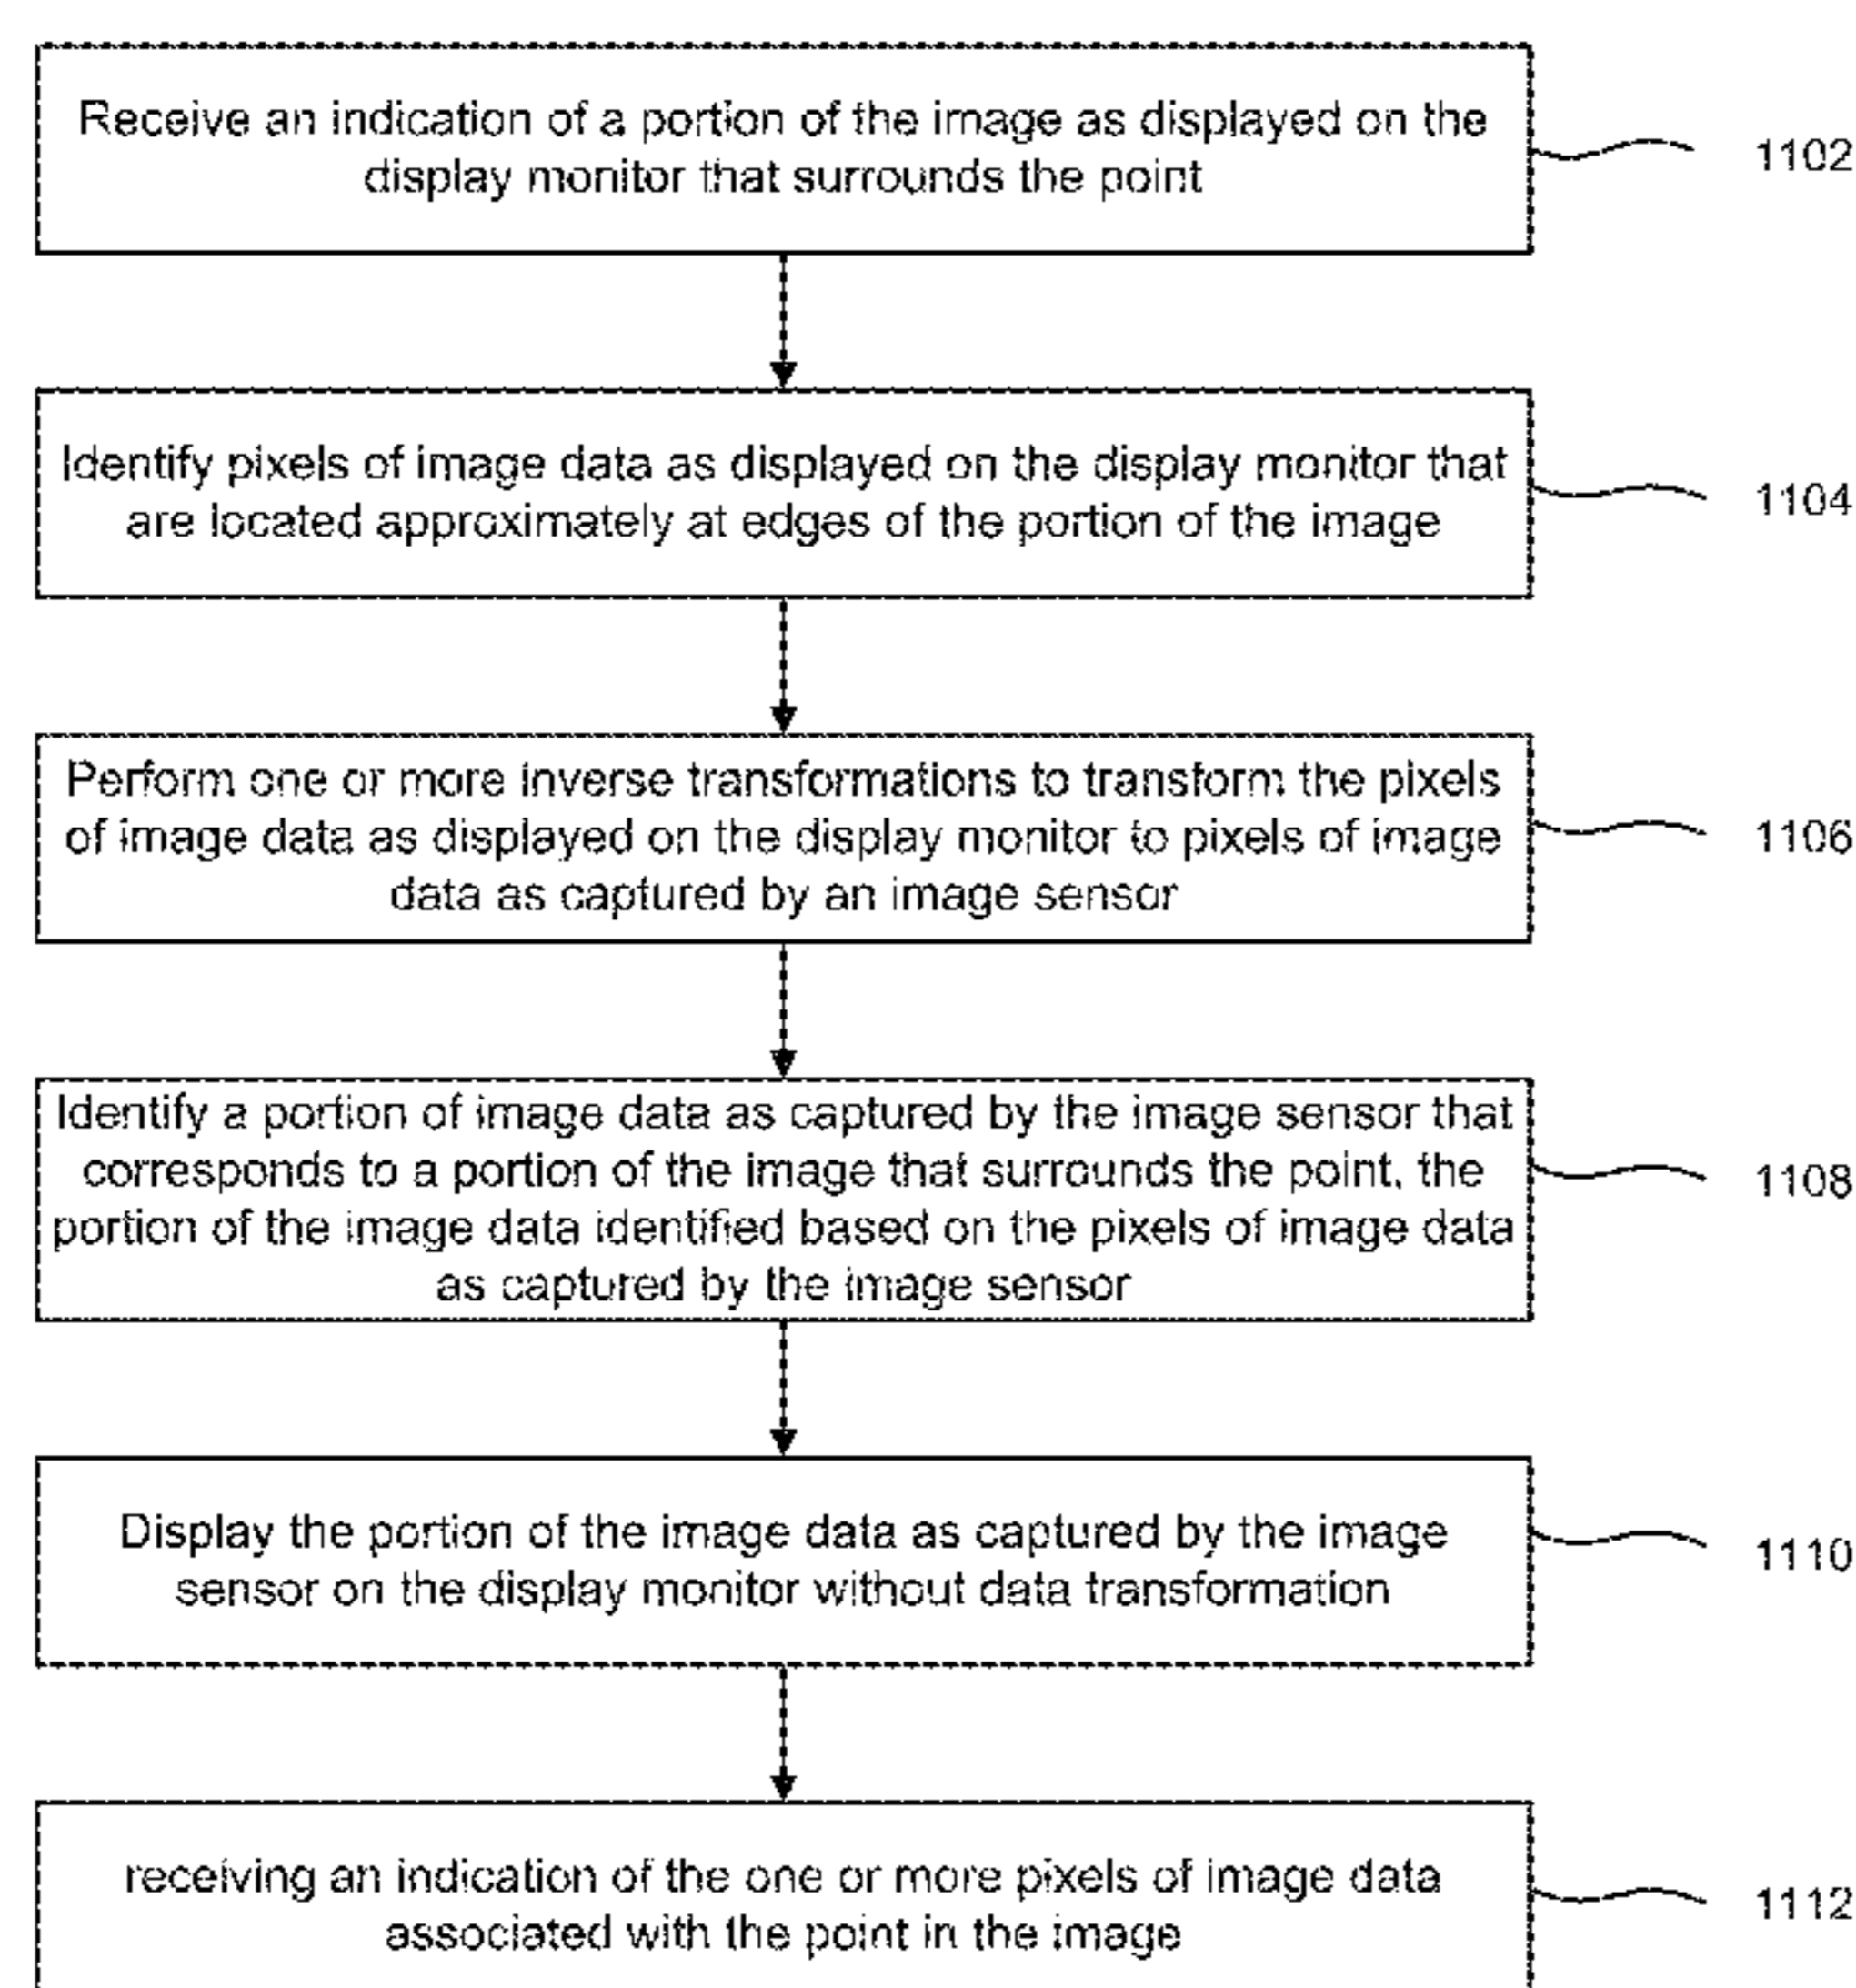 Receive an indication of a portion of the image as displayed on the
display monitor that surrounds the point
1102
Identify pixels of image data as displayed on the display monitor that
are located approximately at edges of the portion of the image
1104
Perform one or more inverse transformations to transform the pixels
of image data as displayed on the display monitor to pixels of image
data as captured by an image sensor
1106
Identify a portion of image data as captured by the image sensor that
corresponds to a portion of the image that surrounds the point, the
portion of the image data identified based on the pixels of image data
as captured by the image sensor
1108
Display the portion of the image data as captured by the image
sensor on the display monitor without data transformation
1110
receiving an indication of the one or more pixels of image data
associated with the point in the image
1112